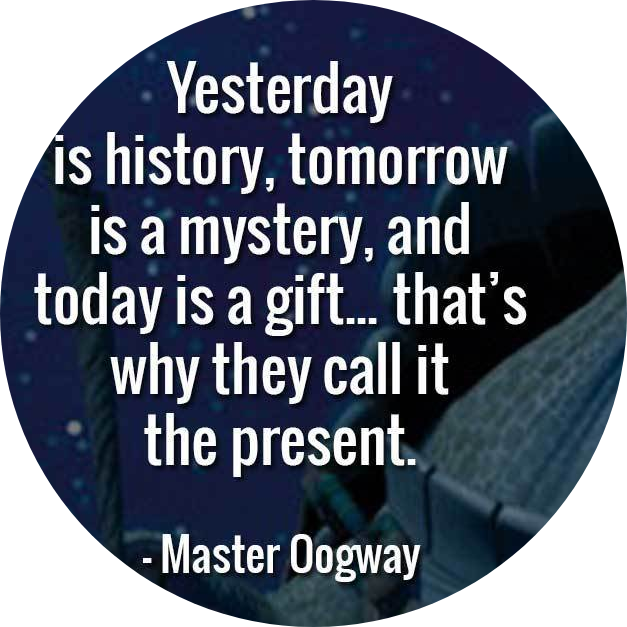 Yesterday
is history, tomorrow
is a mystery, and
today is a gift... that's
why they call it
the present.
- Master Oogway